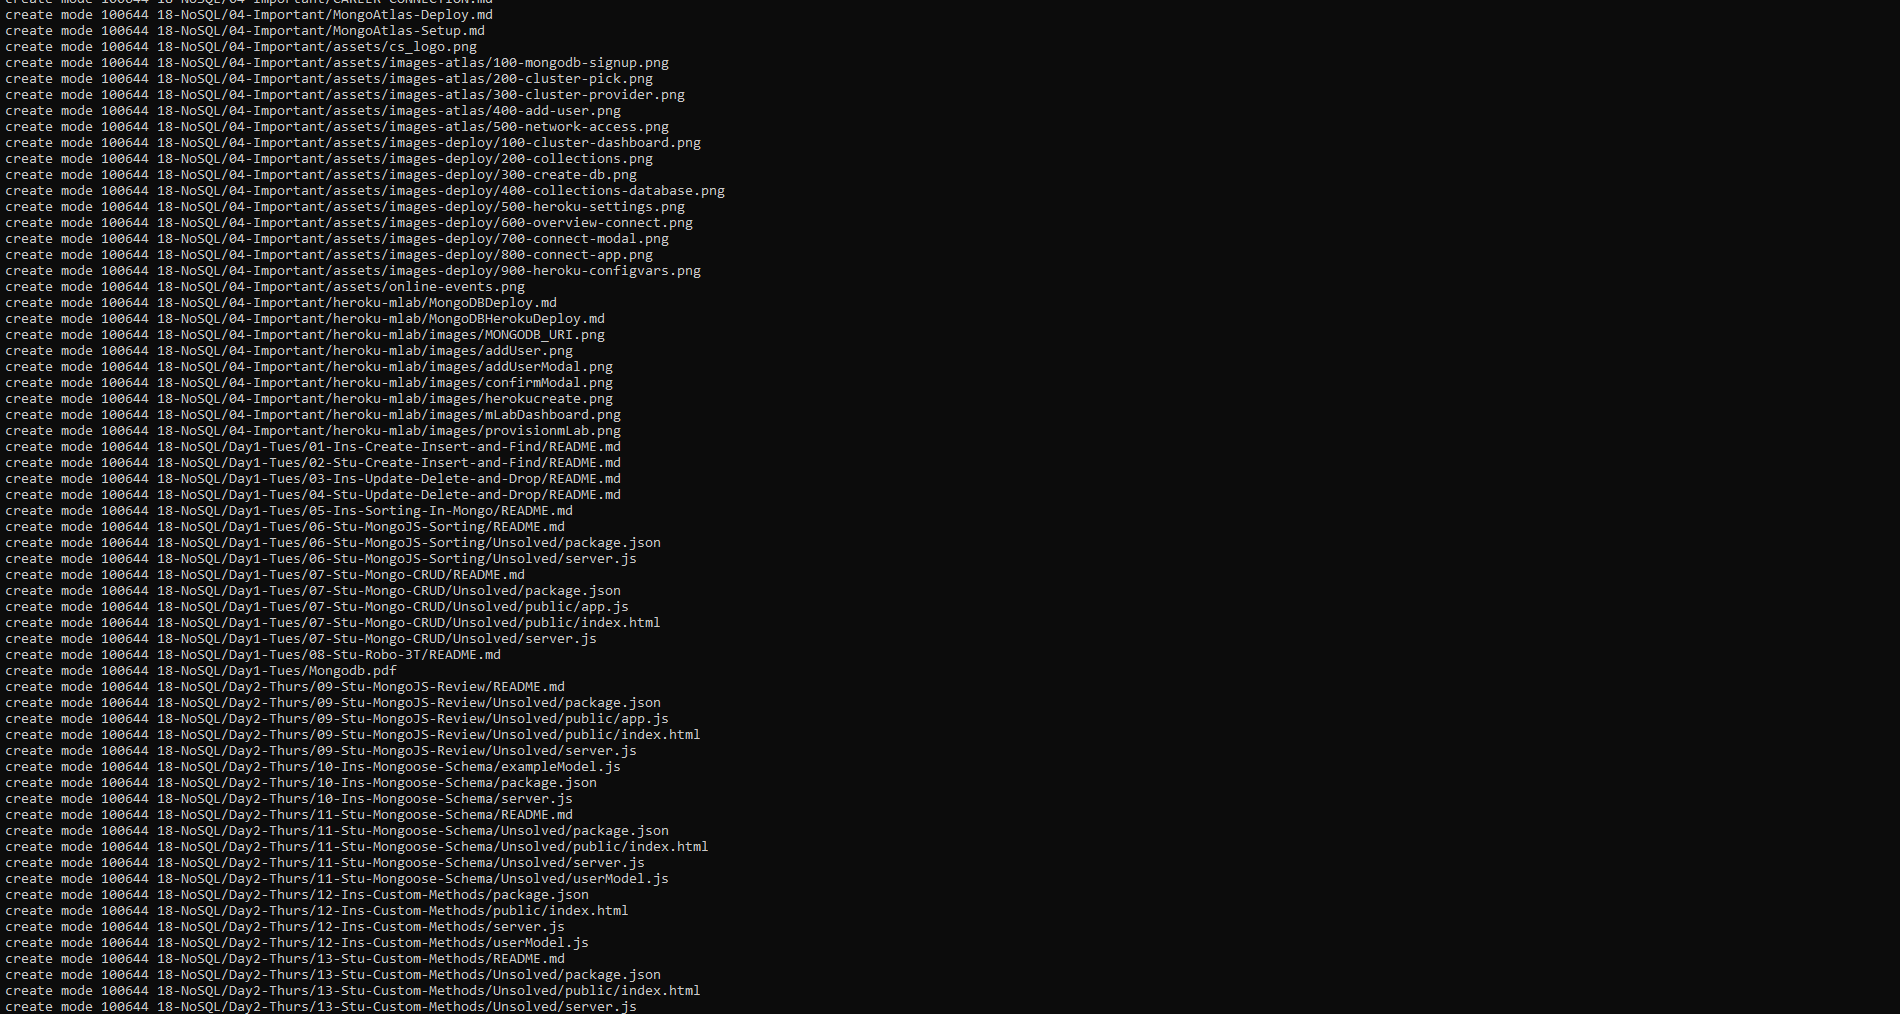 create mode 100644 18-NoSQL/04-Important/CAREER-CONNECTION.md
create mode 100644 18-NoSQL/04-Important/MongoAtlas-Deploy.md
create mode 100644 18-NoSQL/04-Important/MongoAtlas-Setup.md
create mode 100644 18-NoSQL/04-Important/assets/cs_logo.png
create mode 100644 18-NoSQL/04-Important/assets/images-atlas/100-mongodb-signup.png
create mode 100644 18-NoSQL/04-Important/assets/images-atlas/200-cluster-pick.png
create mode 100644 18-NoSQL/04-Important/assets/images-atlas/300-cluster-provider.png
create mode 100644 18-NoSQL/04-Important/assets/images-atlas/400-add-user.png
create mode 100644 18-NoSQL/04-Important/assets/images-atlas/500-network-access.png
create mode 100644 18-NoSQL/04-Important/assets/images-deploy/100-cluster-dashboard.png
create mode 100644 18-NoSQL/04-Important/assets/images-deploy/200-collections.png
create mode 100644 18-NoSQL/04-Important/assets/images-deploy/300-create-db.png
create mode 100644 18-NoSQL/04-Important/assets/images-deploy/400-collections-database.png
create mode 100644 18-NoSQL/04-Important/assets/images-deploy/500-heroku-settings.png
create mode 100644 18-NoSQL/04-Important/assets/images-deploy/600-overview-connect.png
create mode 100644 18-NoSQL/04-Important/assets/images-deploy/700-connect-modal.png
create mode 100644 18-NoSQL/04-Important/assets/images-deploy/800-connect-app.png
create mode 100644 18-NoSQL/04-Important/assets/images-deploy/900-heroku-configvars.png
create mode 100644 18-NoSQL/04-Important/assets/online-events.png
create mode 100644 18-NoSQL/04-Important/heroku-mlab/MongoDBDeploy.md
create mode 100644 18-NoSQL/04-Important/heroku-mlab/MongoDBHerokuDeploy.md
create mode 100644 18-NoSQL/04-Important/heroku-mlab/images/MONGODB_URI.png
create mode 100644 18-NoSQL/04-Important/heroku-mlab/images/addUser.png
create mode 100644 18-NoSQL/04-Important/heroku-mlab/images/addUserModal.png
create mode 100644 18-NoSQL/04-Important/heroku-mlab/images/confirmModal.png
create mode 100644 18-NoSQL/04-Important/heroku-mlab/images/herokucreate.png
create mode 100644 18-NoSQL/04-Important/heroku-mlab/images/mLabDashboard.png
create mode 100644 18-NoSQL/04-Important/heroku-mlab/images/provisionmLab.png
create mode 100644 18-NoSQL/Day1-Tues/01-Ins-Create-Insert-and-Find/README.md
create mode 100644 18-NoSQL/Day1-Tues/02-Stu-Create-Insert-and-Find/README.md
create mode 100644 18-NoSQL/Day1-Tues/03-Ins-Update-Delete-and-Drop/README.md
create mode 100644 18-NoSQL/Day1-Tues/04-Stu-Update-Delete-and-Drop/README.md
create mode 100644 18-NoSQL/Day1-Tues/05-Ins-Sorting-In-Mongo/README.md
create mode 100644 18-NoSQL/Day1-Tues/06-Stu-MongoJS-Sorting/README.md
create mode 100644 18-NoSQL/Day1-Tues/06-Stu-MongoJS-Sorting/Unsolved/package.json
create mode 100644 18-NoSQL/Day1-Tues/06-Stu-MongoJS-Sorting/Unsolved/server.js
create mode 100644 18-NoSQL/Day1-Tues/07-Stu-Mongo-CRUD/README.md
create mode 100644 18-NoSQL/Day1-Tues/07-Stu-Mongo-CRUD/Unsolved/package.json
create mode 100644 18-NoSQL/Day1-Tues/07-Stu-Mongo-CRUD/Unsolved/public/app.js
create mode 100644 18-NoSQL/Day1-Tues/07-Stu-Mongo-CRUD/Unsolved/public/index.html
create mode 100644 18-NoSQL/Day1-Tues/07-Stu-Mongo-CRUD/Unsolved/server.js
create mode 100644 18-NoSQL/Day1-Tues/08-Stu-Robo-3T/README.md
create mode 100644 18-NoSQL/Day1-Tues/Mongodb.pdf
create mode 100644 18-NoSQL/Day2-Thurs/09-Stu-MongoJS-Review/README.md
create mode 100644 18-NoSQL/Day2-Thurs/09-Stu-MongoJS-Review/Unsolved/package.json
create mode 100644 18-NoSQL/Day2-Thurs/09-Stu-MongoJS-Review/Unsolved/public/app.js
create mode 100644 18-NoSQL/Day2-Thurs/09-Stu-MongoJS-Review/Unsolved/public/index.html
create mode 100644 18-NoSQL/Day2-Thurs/09-Stu-MongoJS-Review/Unsolved/server.js
create mode 100644 18-NoSQL/Day2-Thurs/10-Ins-Mongoose-Schema/exampleModel.js
create mode 100644 18-NoSQL/Day2-Thurs/10-Ins-Mongoose-Schema/package.json
create mode 100644 18-NoSQL/Day2-Thurs/10-Ins-Mongoose-Schema/server.js
create mode 100644 18-NoSQL/Day2-Thurs/11-Stu-Mongoose-Schema/README.md
create mode 100644 18-NoSQL/Day2-Thurs/11-Stu-Mongoose-Schema/Unsolved/package.json
create mode 100644 18-NoSQL/Day2-Thurs/11-Stu-Mongoose-Schema/Unsolved/public/index.html
create mode 100644 18-NoSQL/Day2-Thurs/11-Stu-Mongoose-Schema/Unsolved/server.js
create mode 100644 18-NoSQL/Day2-Thurs/11-Stu-Mongoose-Schema/Unsolved/userModel.js
create mode 100644 18-NoSQL/Day2-Thurs/12-Ins-Custom-Methods/package.json
create mode 100644 18-NoSQL/Day2-Thurs/12-Ins-Custom-Methods/public/index.html
create mode 100644 18-NoSQL/Day2-Thurs/12-Ins-Custom-Methods/server.js
create mode 100644 18-NoSQL/Day2-Thurs/12-Ins-Custom-Methods/userModel.js
create mode 100644 18-NoSQL/Day2-Thurs/13-Stu-Custom-Methods/README.md
create mode 100644 18-NoSQL/Day2-Thurs/13-Stu-Custom-Methods/Unsolved/package.json
create mode 100644 18-NoSQL/Day2-Thurs/13-Stu-Custom-Methods/Unsolved/public/index.html
create mode 100644 18-NoSQL/Day2-Thurs/13-Stu-Custom-Methods/Unsolved/server.js